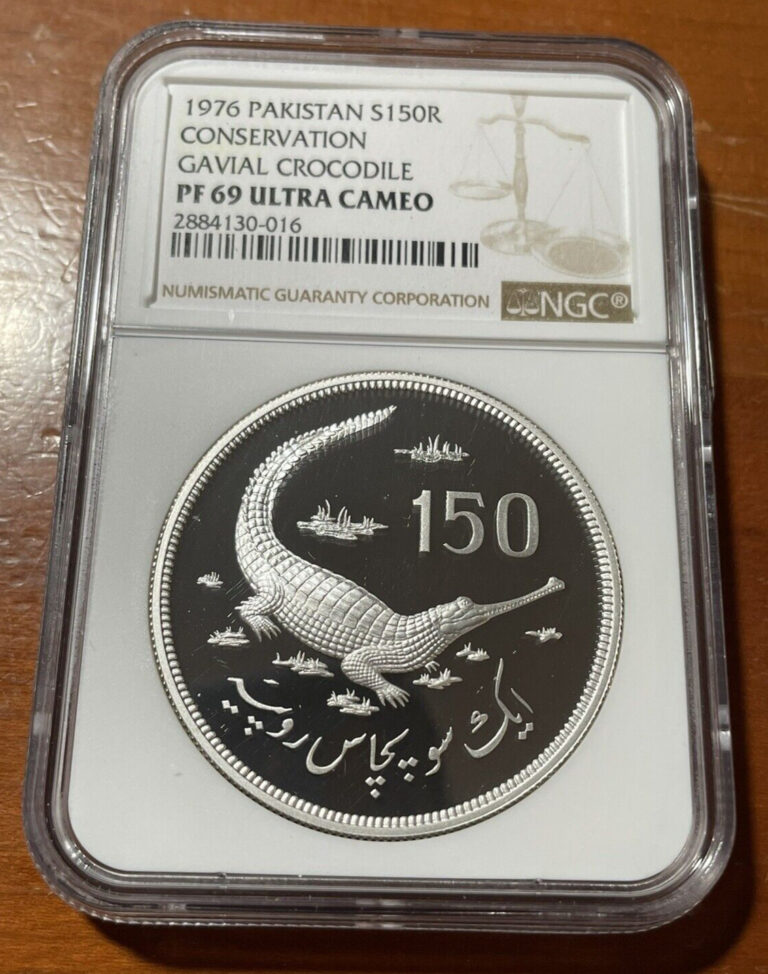 1976 PAKISTAN S150R
CONSERVATION
GAVIAL CROCODILE
PF 69 ULTRA CAMEO
2884130-016
NUMISMATIC GUARANTY CORPORATION NGC®
150
ایک سو پچاس روپیہ